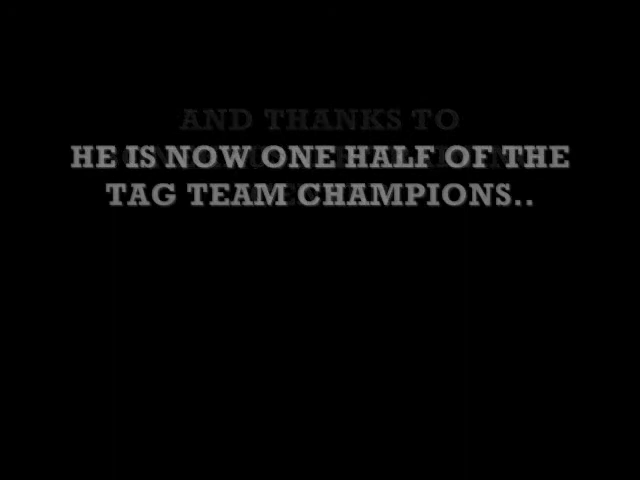 AND THANKS TO
HE IS NOW ONE HALF OF THE
TAG TEAM CHAMPIONS..